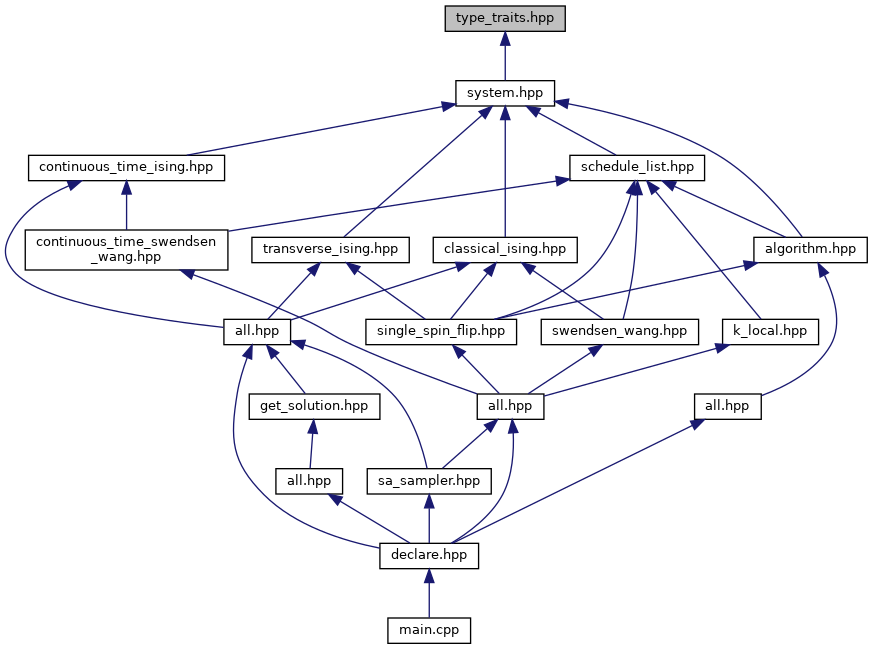 type_traits.hpp
system.hpp
continuous_time_ising.hpp
schedule_list.hpp
continuous_time_swendsen
_wang.hpp
transverse_ising.hpp
classical_ising.hpp
algorithm.hpp
all.hpp
single_spin_flip.hpp
swendsen_wang.hpp
k_local.hpp
get_solution.hpp
all.hpp
all.hpp
all.hpp
sa_sampler.hpp
declare.hpp
main.cpp